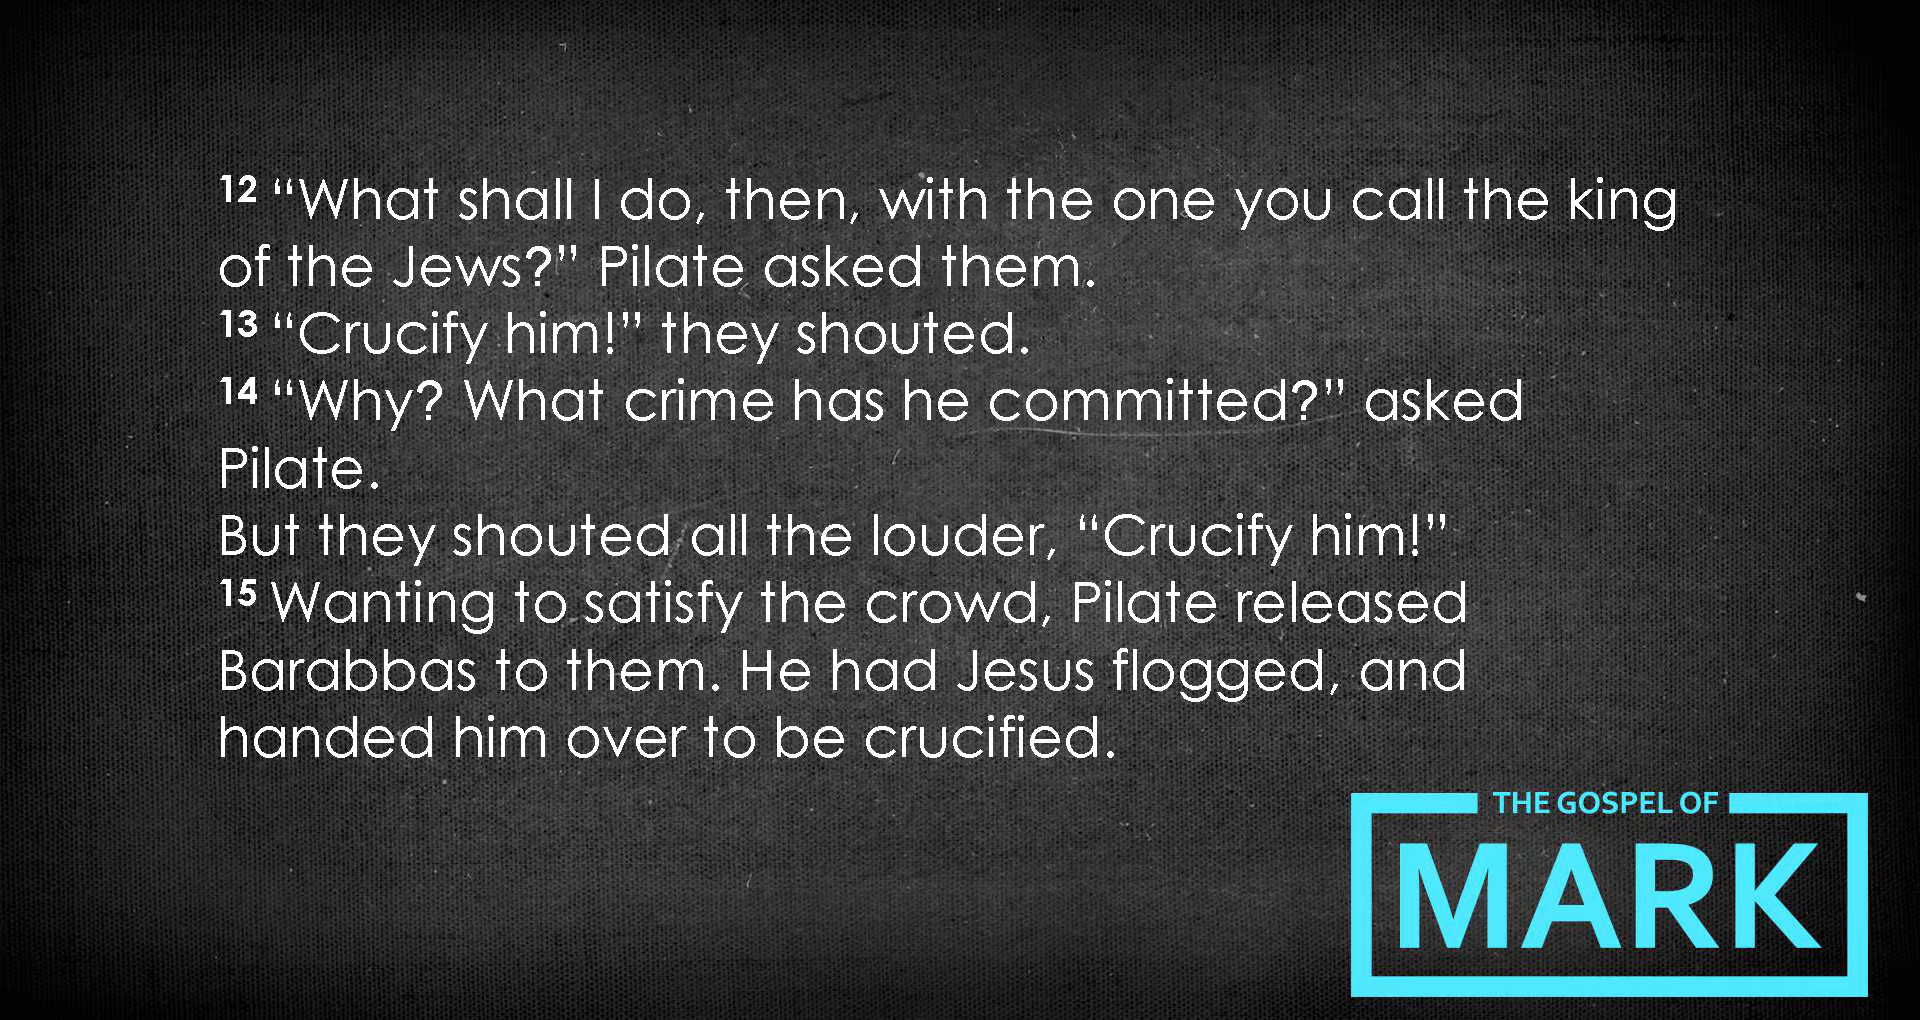 12 “What shall I do, then, with the one you call the king
of the Jews?” Pilate asked them.
13 “Crucify him!” they shouted.
14 “Why? What crime has he committed?” asked
Pilate.
But they shouted all the louder, “Crucify him!”
15 Wanting to satisfy the crowd, Pilate released
Barabbas to them. He had Jesus flogged, and
handed him over to be crucified.
THE GOSPEL OF
MARK